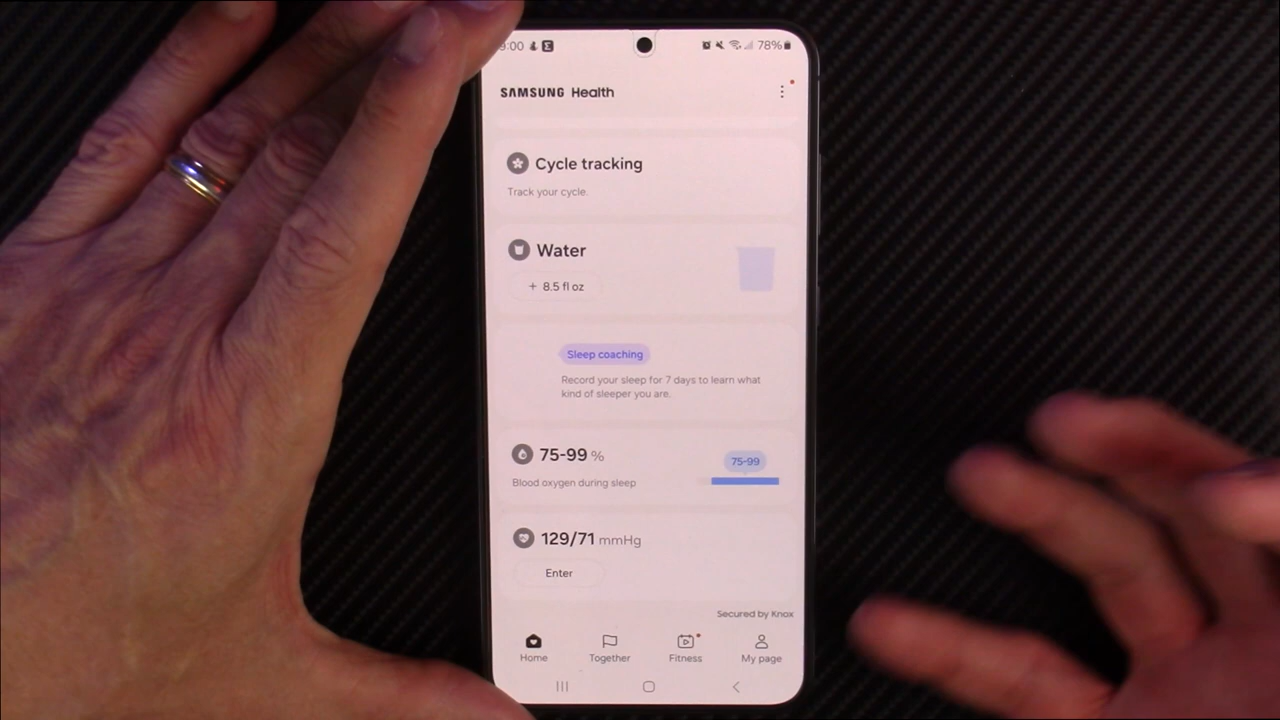 :00 78%
SAMSUNG Health
Cycle tracking
Track your cycle.
Water
+ 8.5 fl oz
Sleep coaching
Record your sleep for 7 days to learn what
kind of sleeper you are.
75-99 %
75-99
Blood oxygen during sleep
129/71 mmHg
Enter
Secured by Knox
Home Together Fitness My page